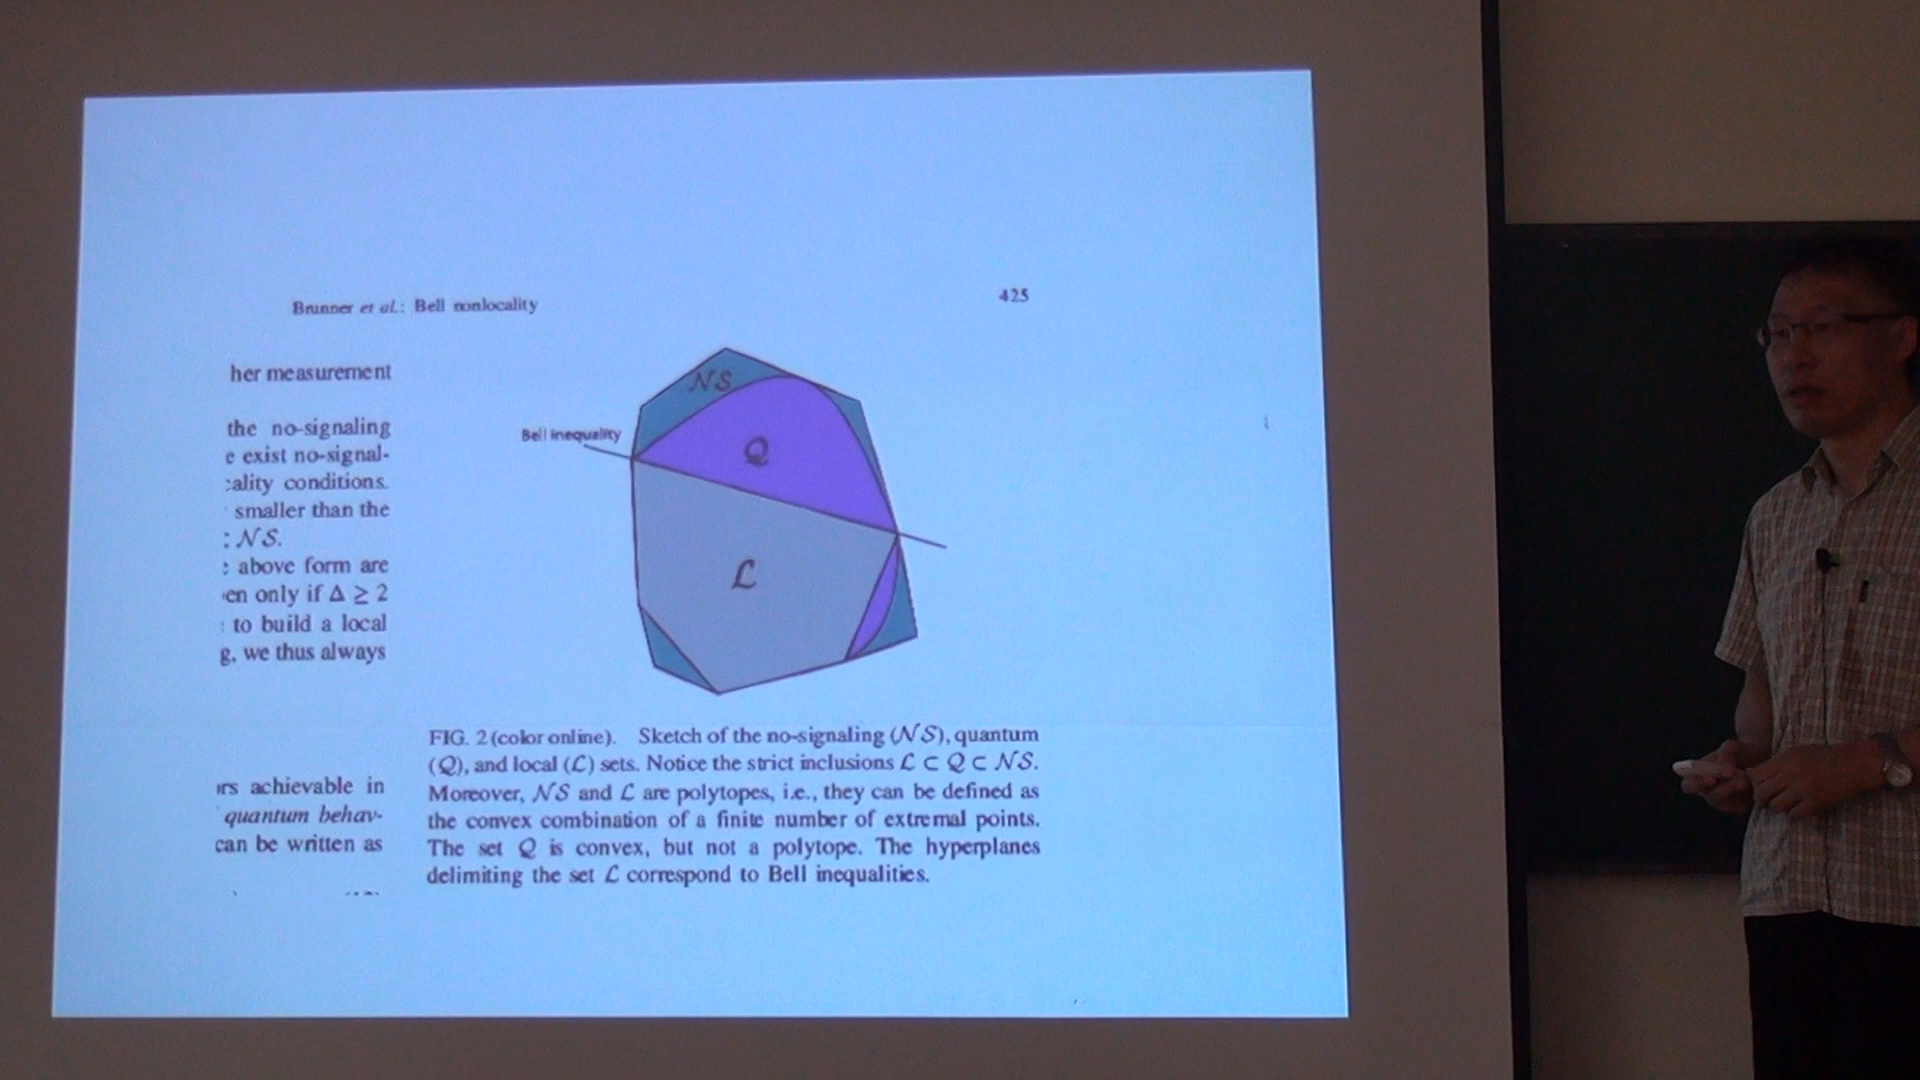 Brunner et al.: Bell nonlocality
425
her measurement
the no-signaling
e exist no-signal-
cality conditions.
smaller than the
: NS.
: above form are
en only if Δ ≥ 2
: to build a local
g, we thus always
rs achievable in
quantum behav-
can be written as
NS
Bell inequality
Q
L
FIG. 2 (color online). Sketch of the no-signaling (NS), quantum
(Q), and local (L) sets. Notice the strict inclusions L ⊂ Q ⊂ NS.
Moreover, NS and L are polytopes, i.e., they can be defined as
the convex combination of a finite number of extremal points.
The set Q is convex, but not a polytope. The hyperplanes
delimiting the set L correspond to Bell inequalities.